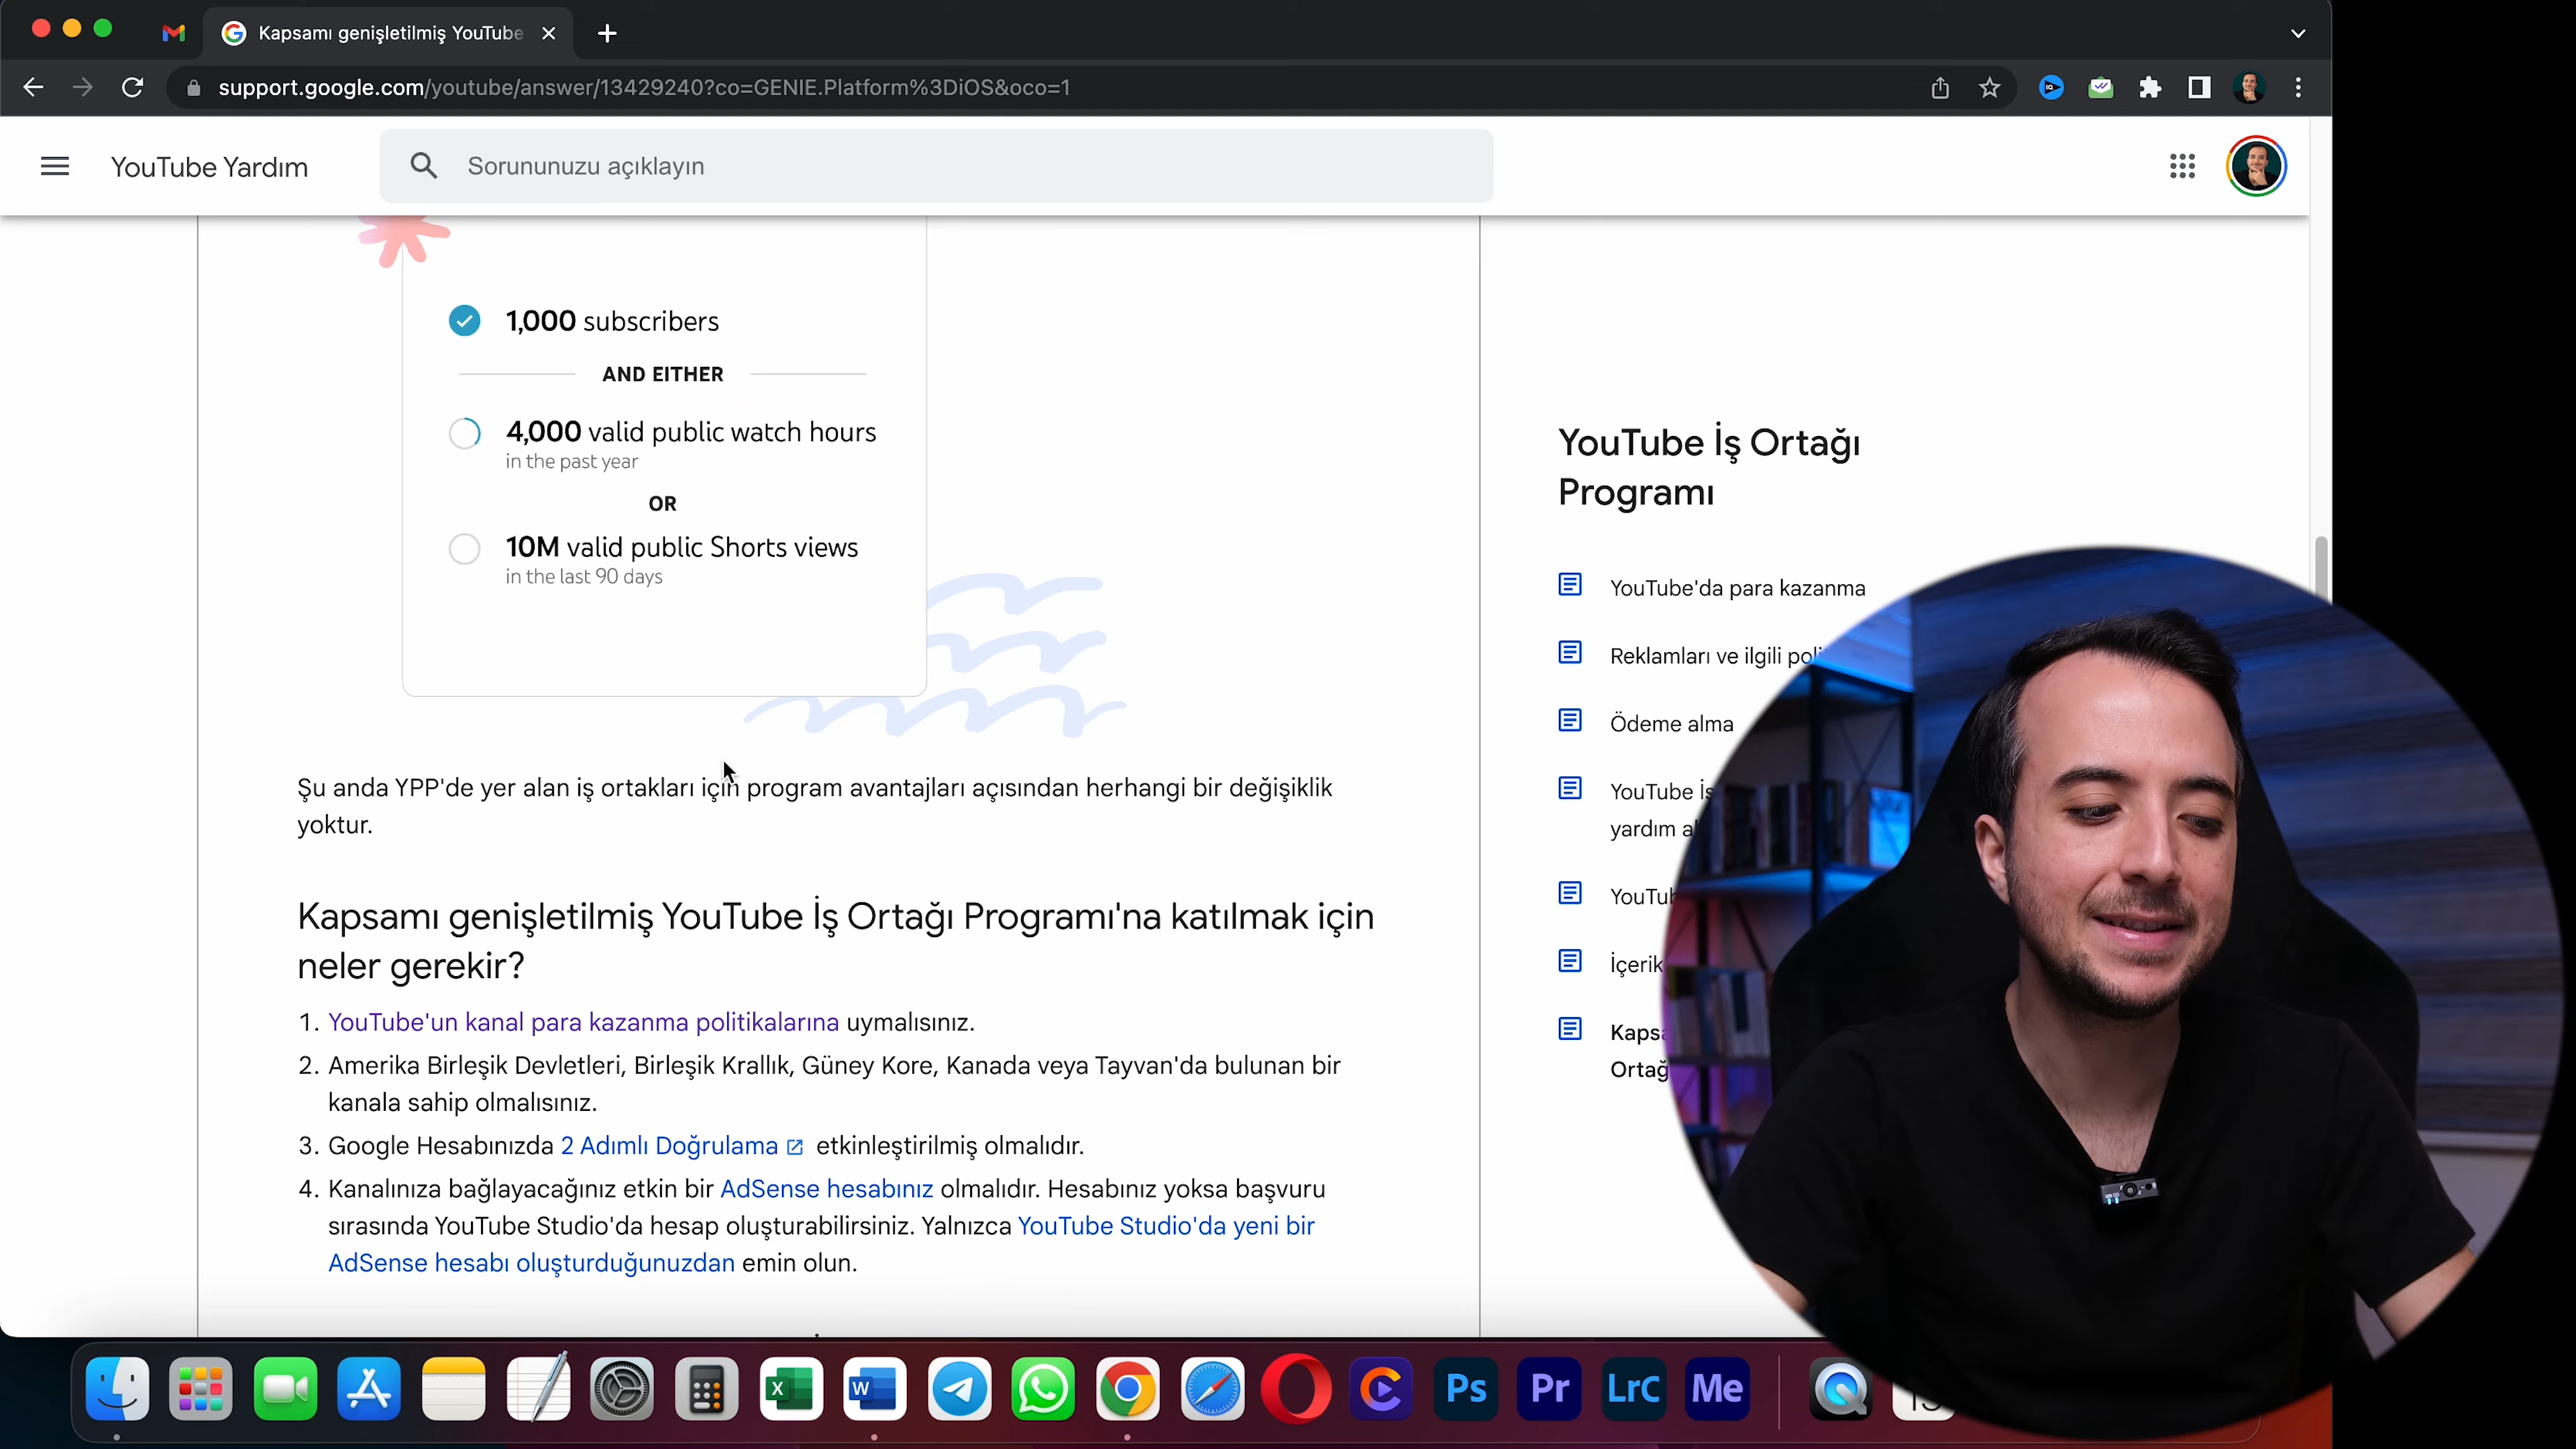 Kapsamı genişletilmiş YouTube
support.google.com/youtube/answer/13429240?co=GENIE.Platform%3DiOS&oco=1
YouTube Yardım
Sorununuzu açıklayın
1,000 subscribers
AND EITHER
4,000 valid public watch hours
in the past year
OR
10M valid public Shorts views
in the last 90 days
Şu anda YPP'de yer alan iş ortakları için program avantajları açısından herhangi bir değişiklik
yoktur.
Kapsamı genişletilmiş YouTube İş Ortağı Programı'na katılmak için
neler gerekir?
1. YouTube'un kanal para kazanma politikalarına uymalısınız.
2. Amerika Birleşik Devletleri, Birleşik Krallık, Güney Kore, Kanada veya Tayvan'da bulunan bir
kanala sahip olmalısınız.
3. Google Hesabınızda 2 Adımlı Doğrulama etkinleştirilmiş olmalıdır.
4. Kanalınıza bağlayacağınız etkin bir AdSense hesabınız olmalıdır. Hesabınız yoksa başvuru
sırasında YouTube Studio'da hesap oluşturabilirsiniz. Yalnızca YouTube Studio'da yeni bir
AdSense hesabı oluşturduğunuzdan emin olun.
YouTube İş Ortağı
Programı
YouTube'da para kazanma
Reklamları ve ilgili
Ödeme alma
YouTube
yardım
X
W
Ps
Pr
LrC
Me